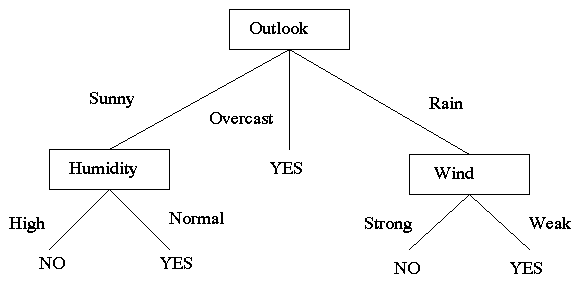 Outlook
Sunny
Overcast
Rain
Humidity
YES
Wind
High
Normal
Strong
Weak
NO
YES
NO
YES